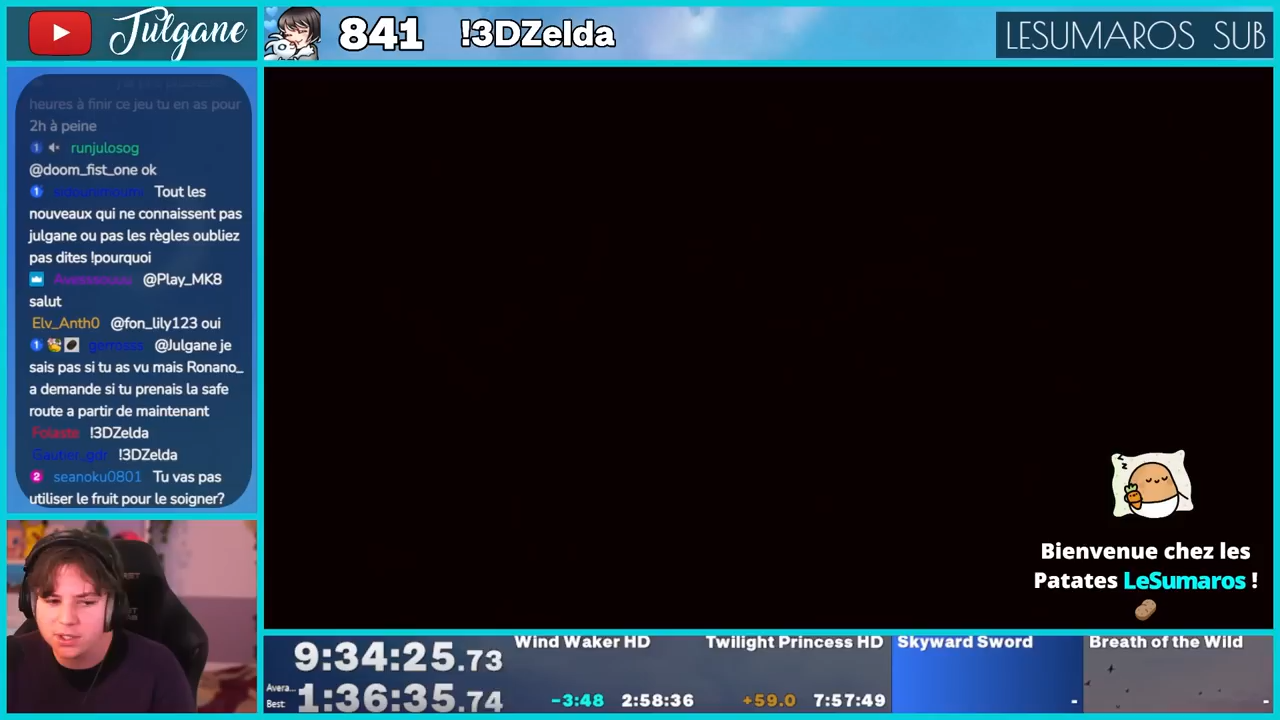 Julgane
841
!3DZelda
LESUMAROS SUB
heures à finir ce jeu tu en as pour
2h à peine
runjulosog
@doom_fist_one ok
Tout les
nouveaux qui ne connaissent pas
julgane ou pas les règles oubliez
pas dites !pourquoi
@Play_MK8
salut
Elv_Anth0 @fon_lily123 oui
@Julgane je
sais pas si tu as vu mais Ronano_
a demande si tu prenais la safe
route a partir de maintenant
Folaste !3DZelda
Gautier_gdr !3DZelda
2 seanoku0801 Tu vas pas
utiliser le fruit pour le soigner?
Bienvenue chez les
Patates LeSumaros !
9:34:25.73
Avera...
Best:
1:36:35.74
Wind Waker HD
-3:48 2:58:36
Twilight Princess HD
+59.0 7:57:49
Skyward Sword
-
Breath of the Wild
-